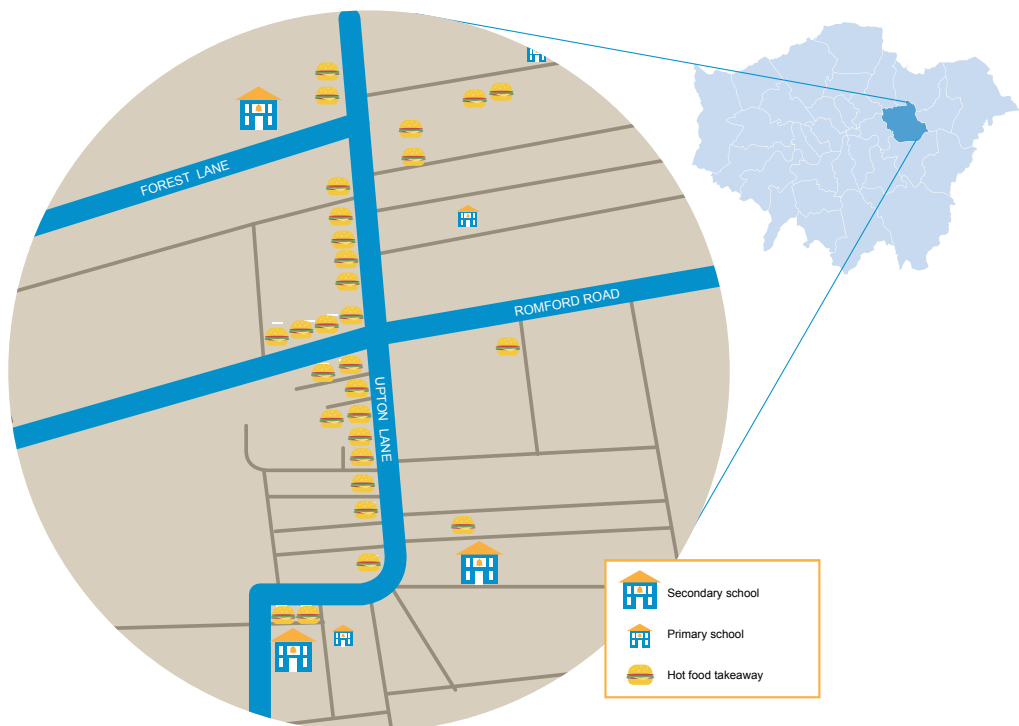 FOREST LANE
ROMFORD ROAD
UPTON LANE
Secondary school
Primary school
Hot food takeaway